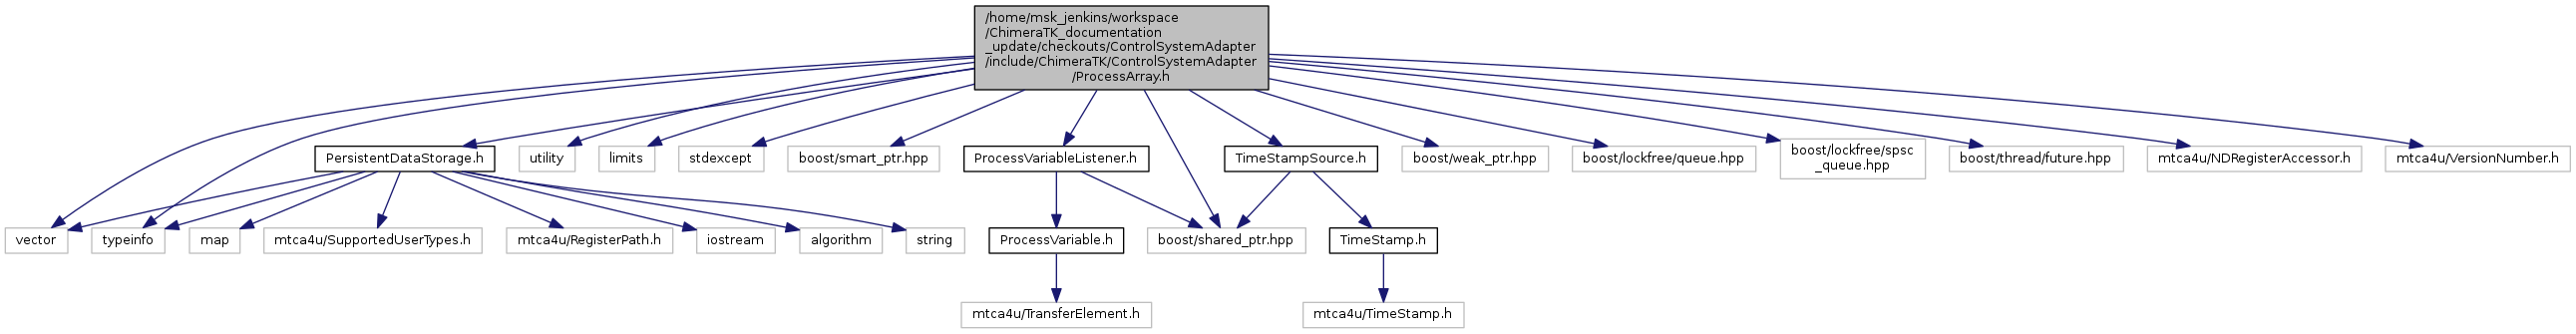 /home/msk_jenkins/workspace
/ChimeraTK_documentation
_update/checkouts/ControlSystemAdapter
/include/ChimeraTK/ControlSystemAdapter
/ProcessArray.h
PersistentDataStorage.h
utility
limits
stdexcept
boost/smart_ptr.hpp
ProcessVariableListener.h
TimeStampSource.h
boost/weak_ptr.hpp
boost/lockfree/queue.hpp
boost/lockfree/spsc
_queue.hpp
boost/thread/future.hpp
mtca4u/NDRegisterAccessor.h
mtca4u/VersionNumber.h
vector
typeinfo
map
mtca4u/SupportedUserTypes.h
mtca4u/RegisterPath.h
iostream
algorithm
string
ProcessVariable.h
boost/shared_ptr.hpp
TimeStamp.h
mtca4u/TransferElement.h
mtca4u/TimeStamp.h